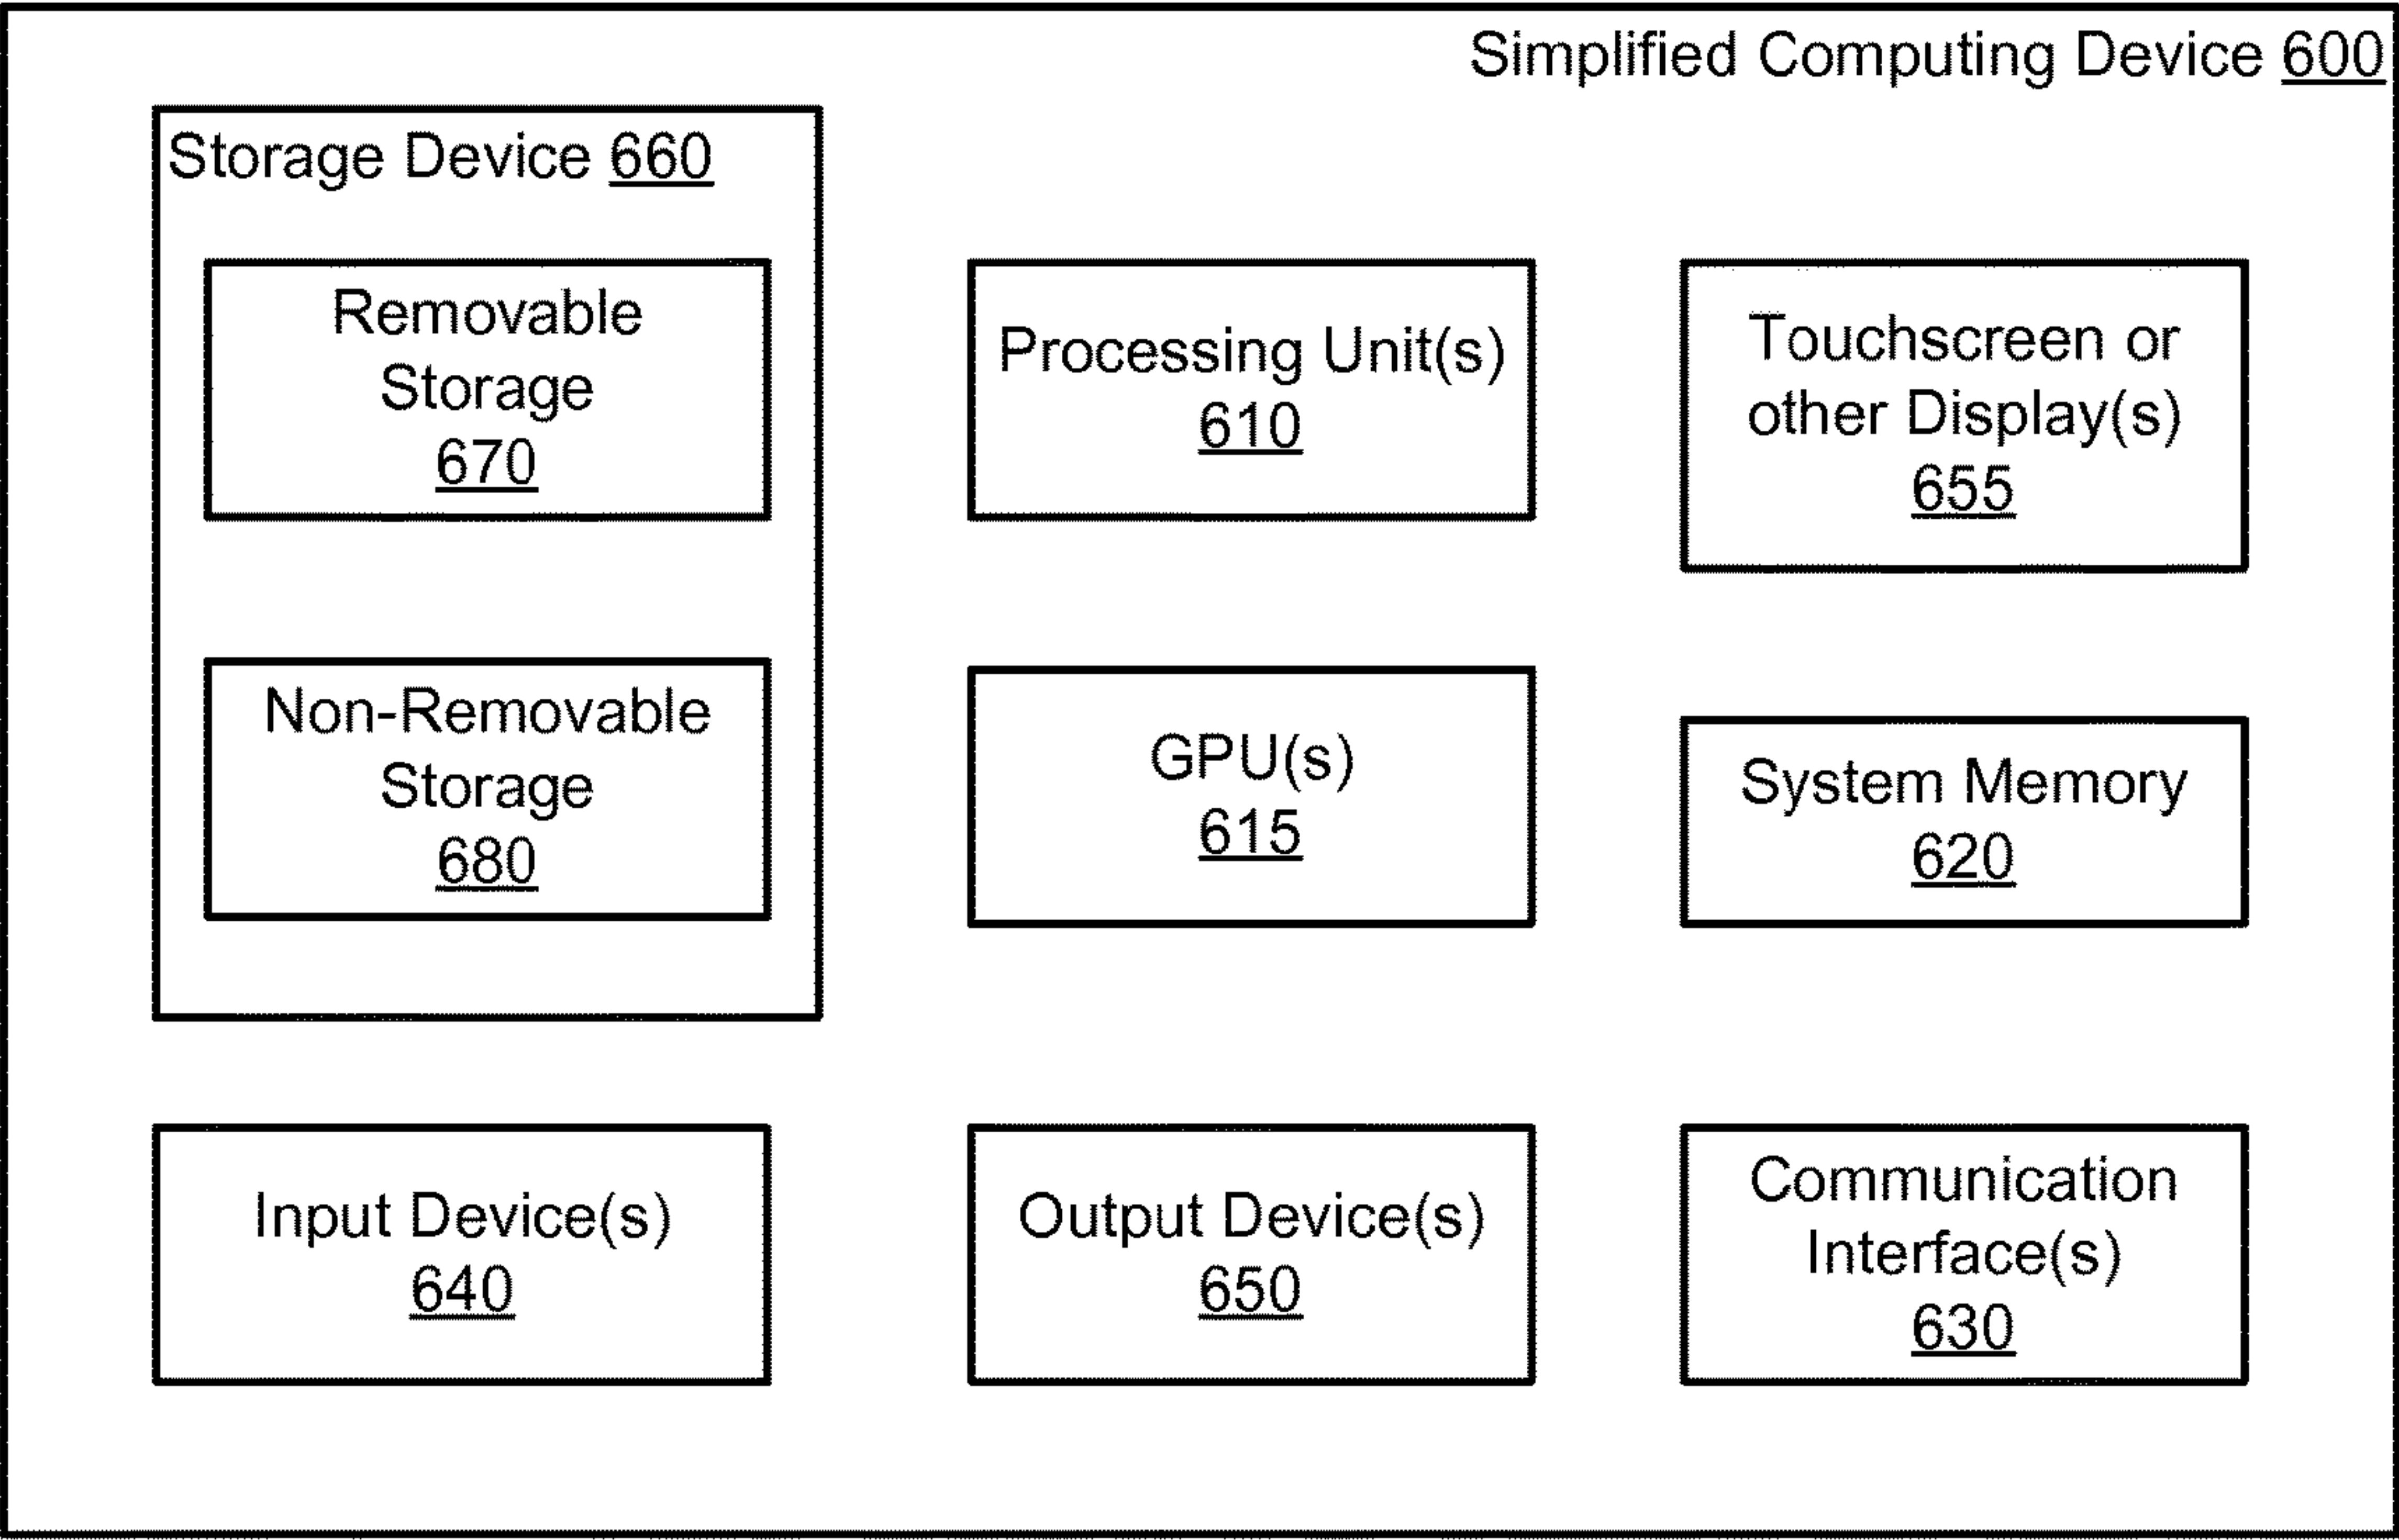 Simplified Computing Device 600
Storage Device 660
Removable
Storage
670
Processing Unit(s)
610
Touchscreen or
other Display(s)
655
Non-Removable
Storage
680
GPU(s)
615
System Memory
620
Input Device(s)
640
Output Device(s)
650
Communication
Interface(s)
630